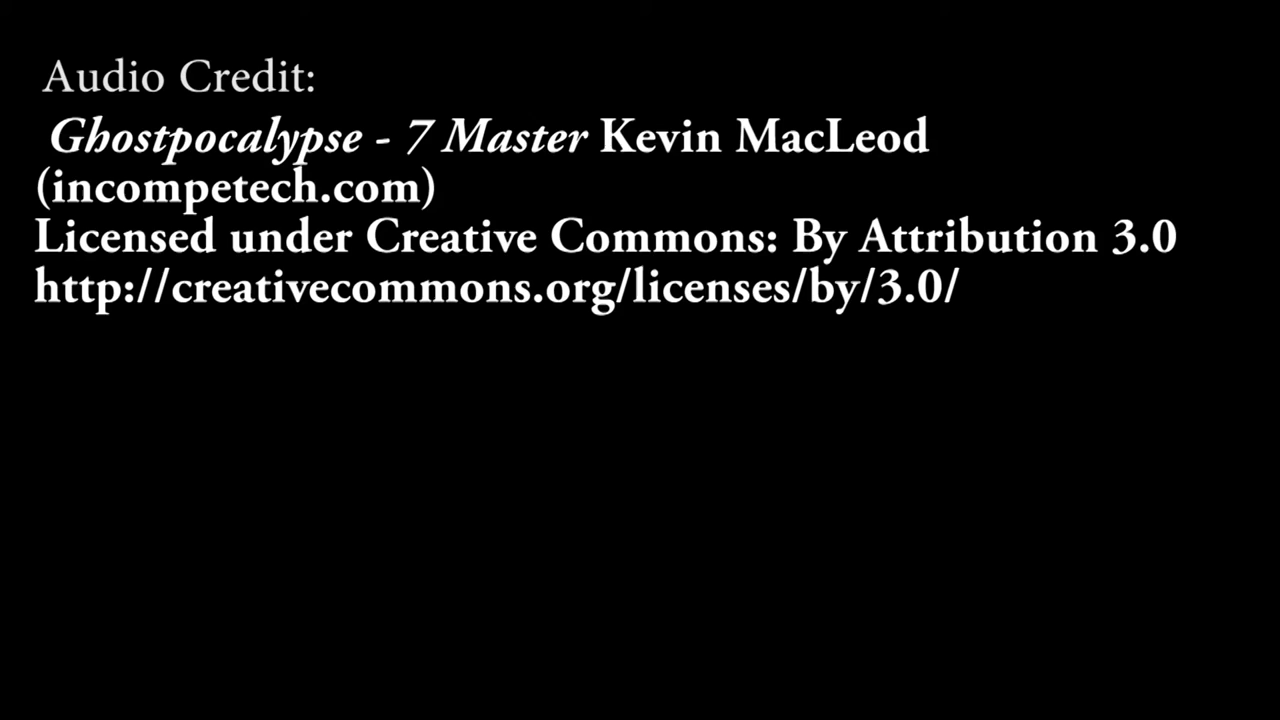 Audio Credit:
Ghostpocalypse - 7 Master Kevin MacLeod
(incompetech.com)
Licensed under Creative Commons: By Attribution 3.0
http://creativecommons.org/licenses/by/3.0/